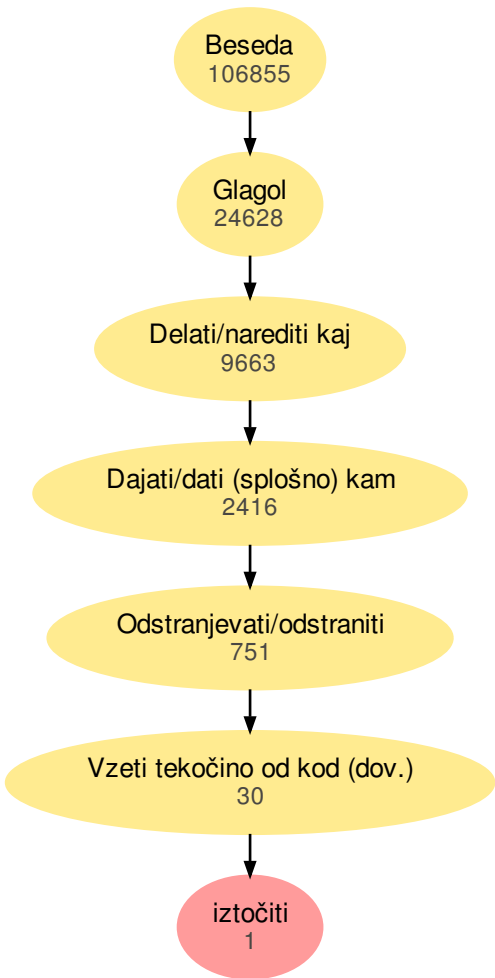 Beseda
106855
Glagol
24628
Delati/narediti kaj
9663
Dajati/dati (splošno) kam
2416
Odstranjevati/odstraniti
751
Vzeti tekočino od kod (dov.)
30
iztočiti
1